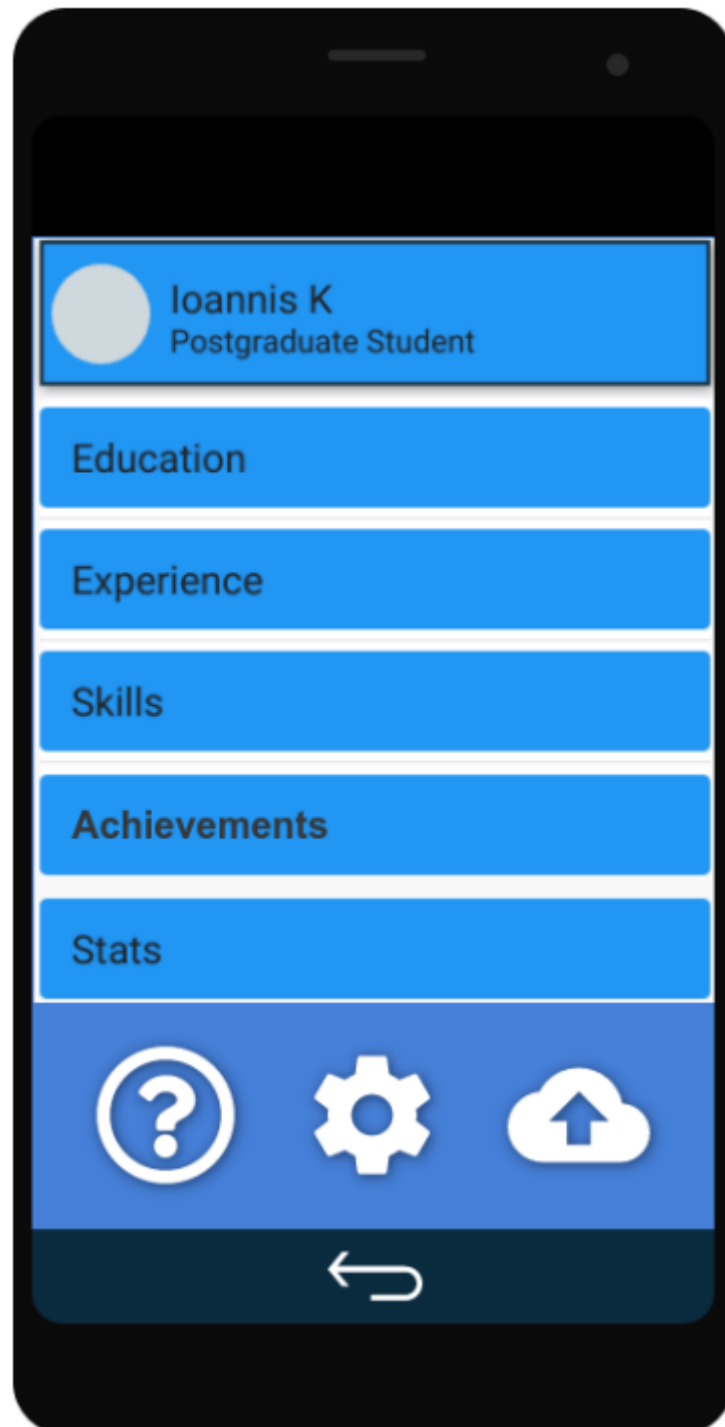 Ioannis K
Postgraduate Student
Education
Experience
Skills
Achievements
Stats
?